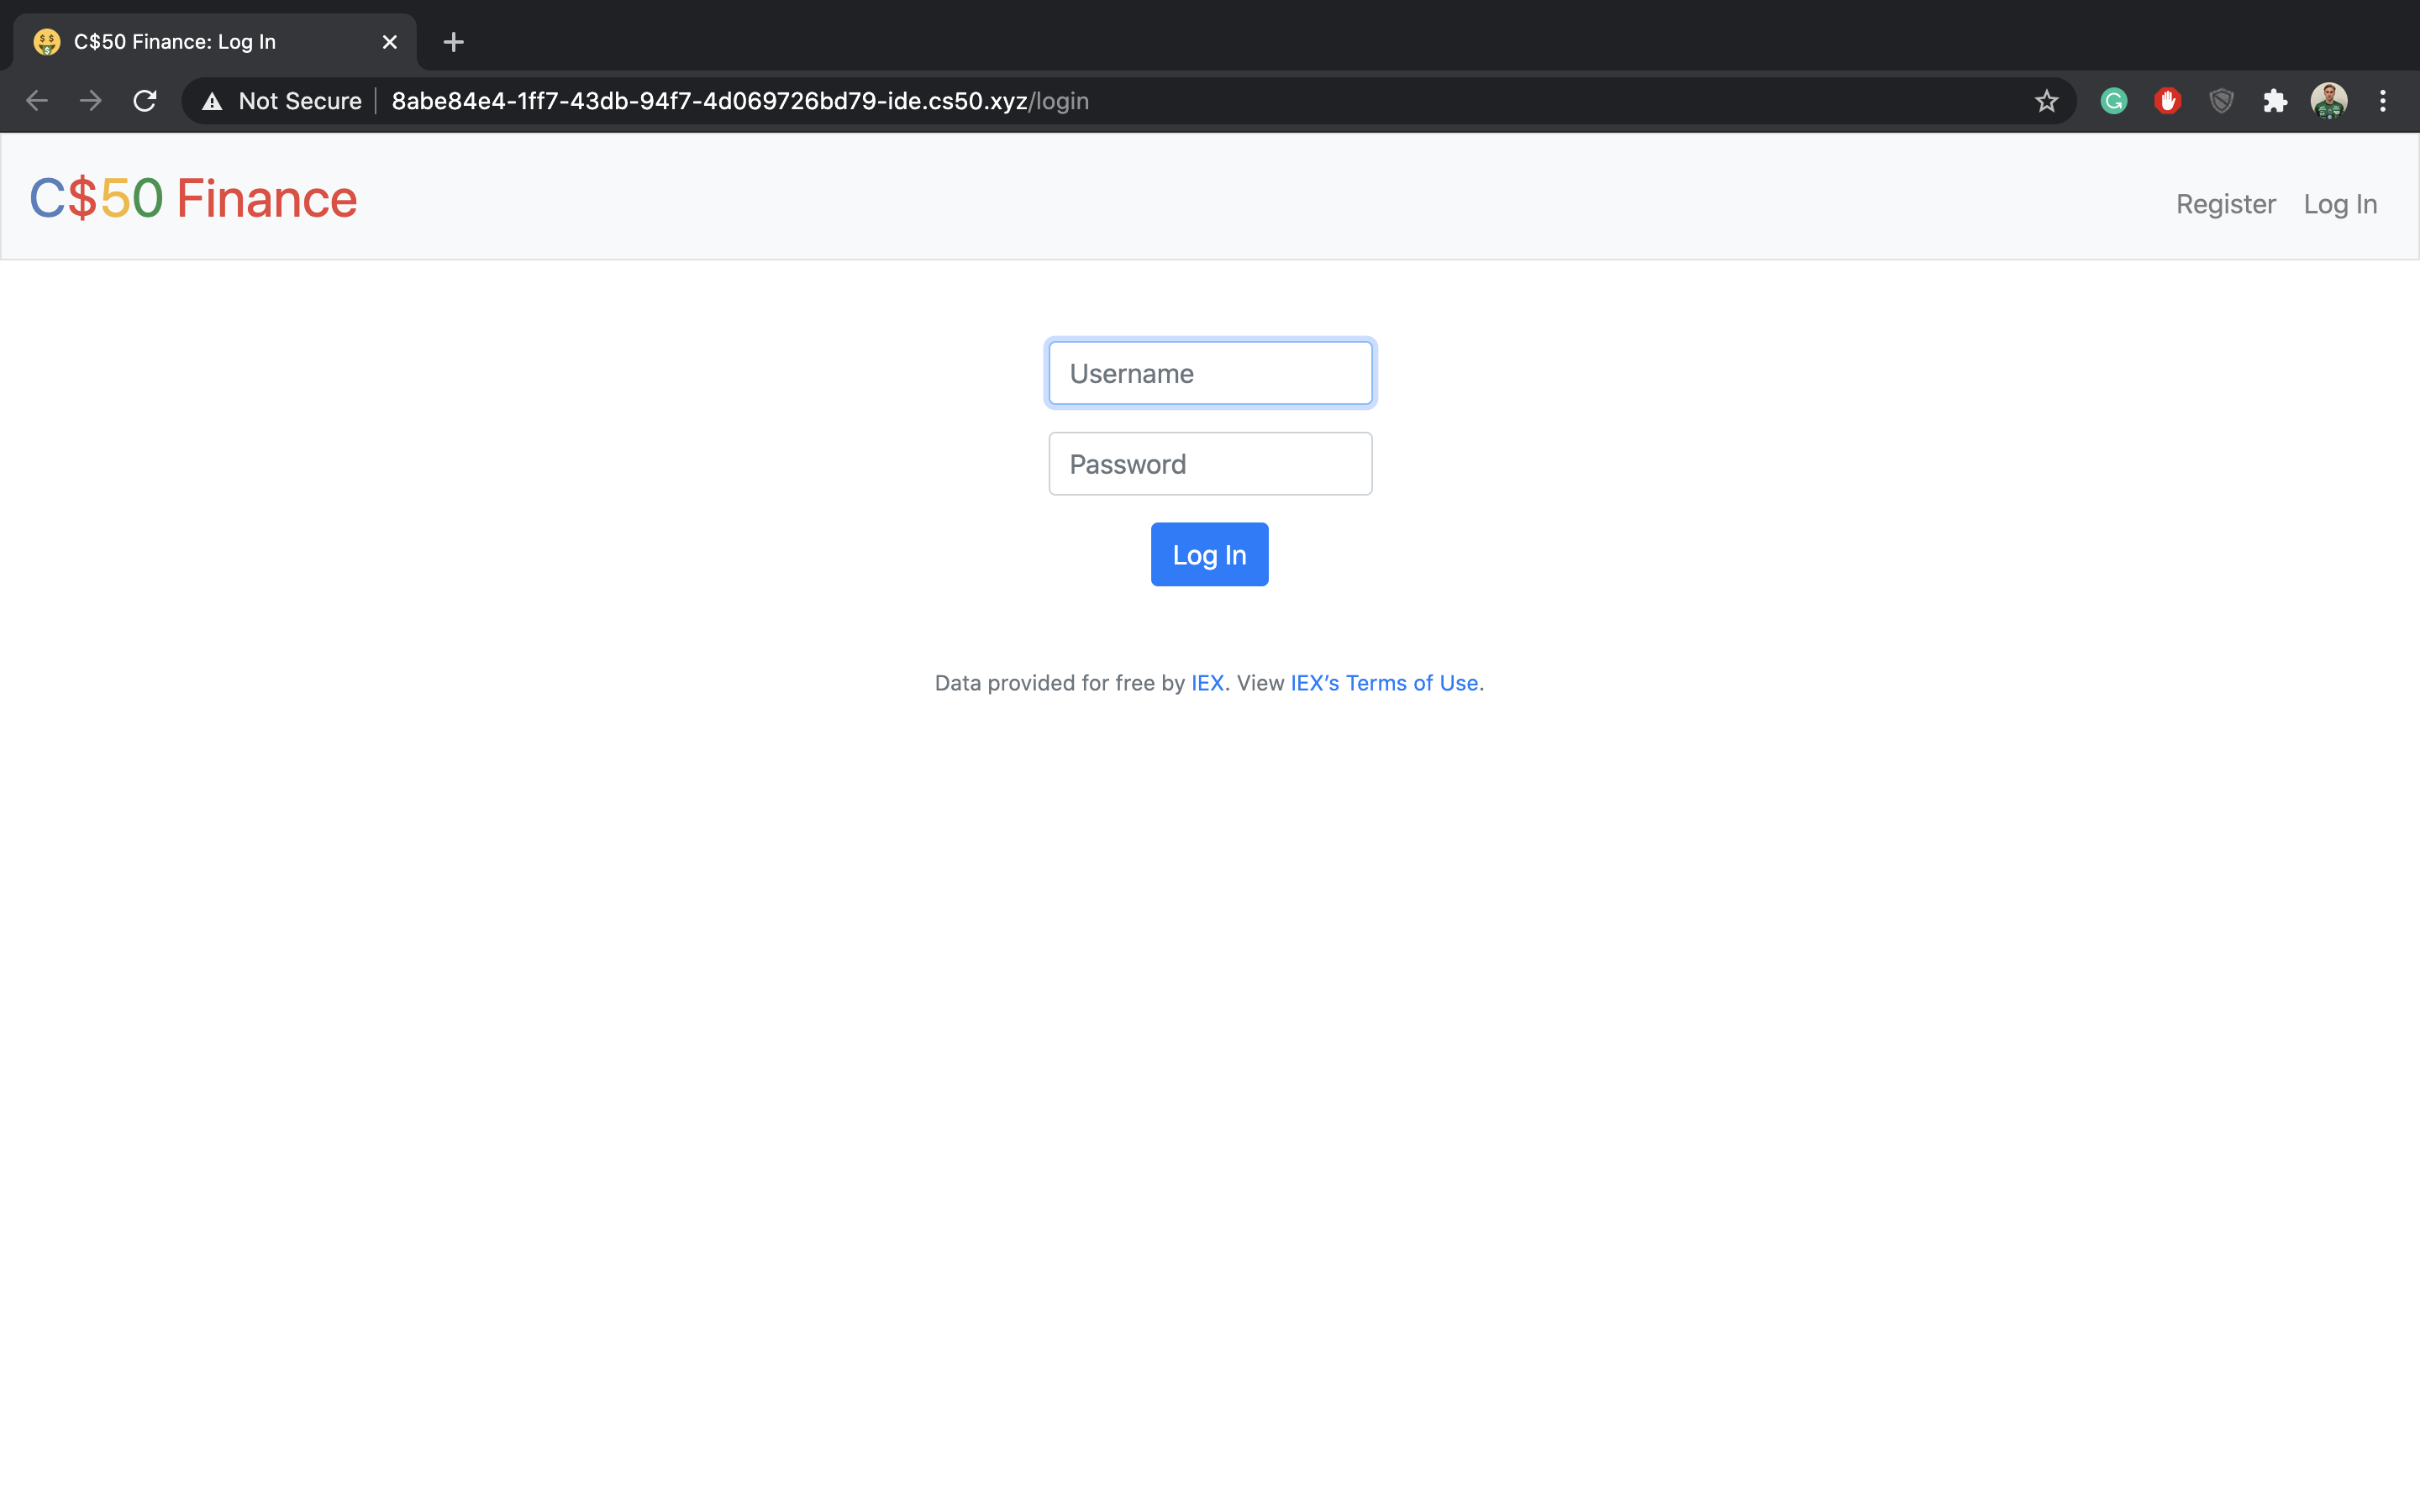 C$50 Finance: Log In
Not Secure 8abe84e4-1ff7-43db-94f7-4d069726bd79-ide.cs50.xyz/login
C$50 Finance
Register Log In
Username
Password
Log In
Data provided for free by IEX. View IEX’s Terms of Use.